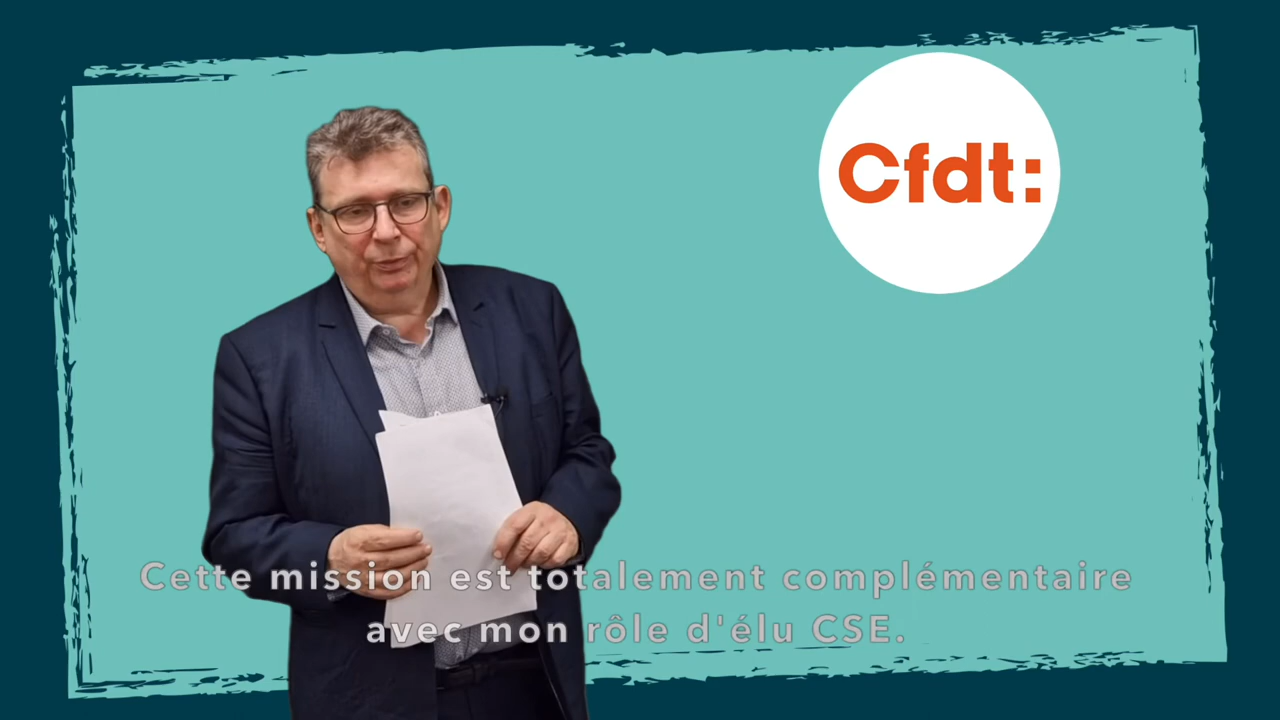 Cfdt:
Cette mission est totalement complémentaire
avec mon rôle d'élu CSE.